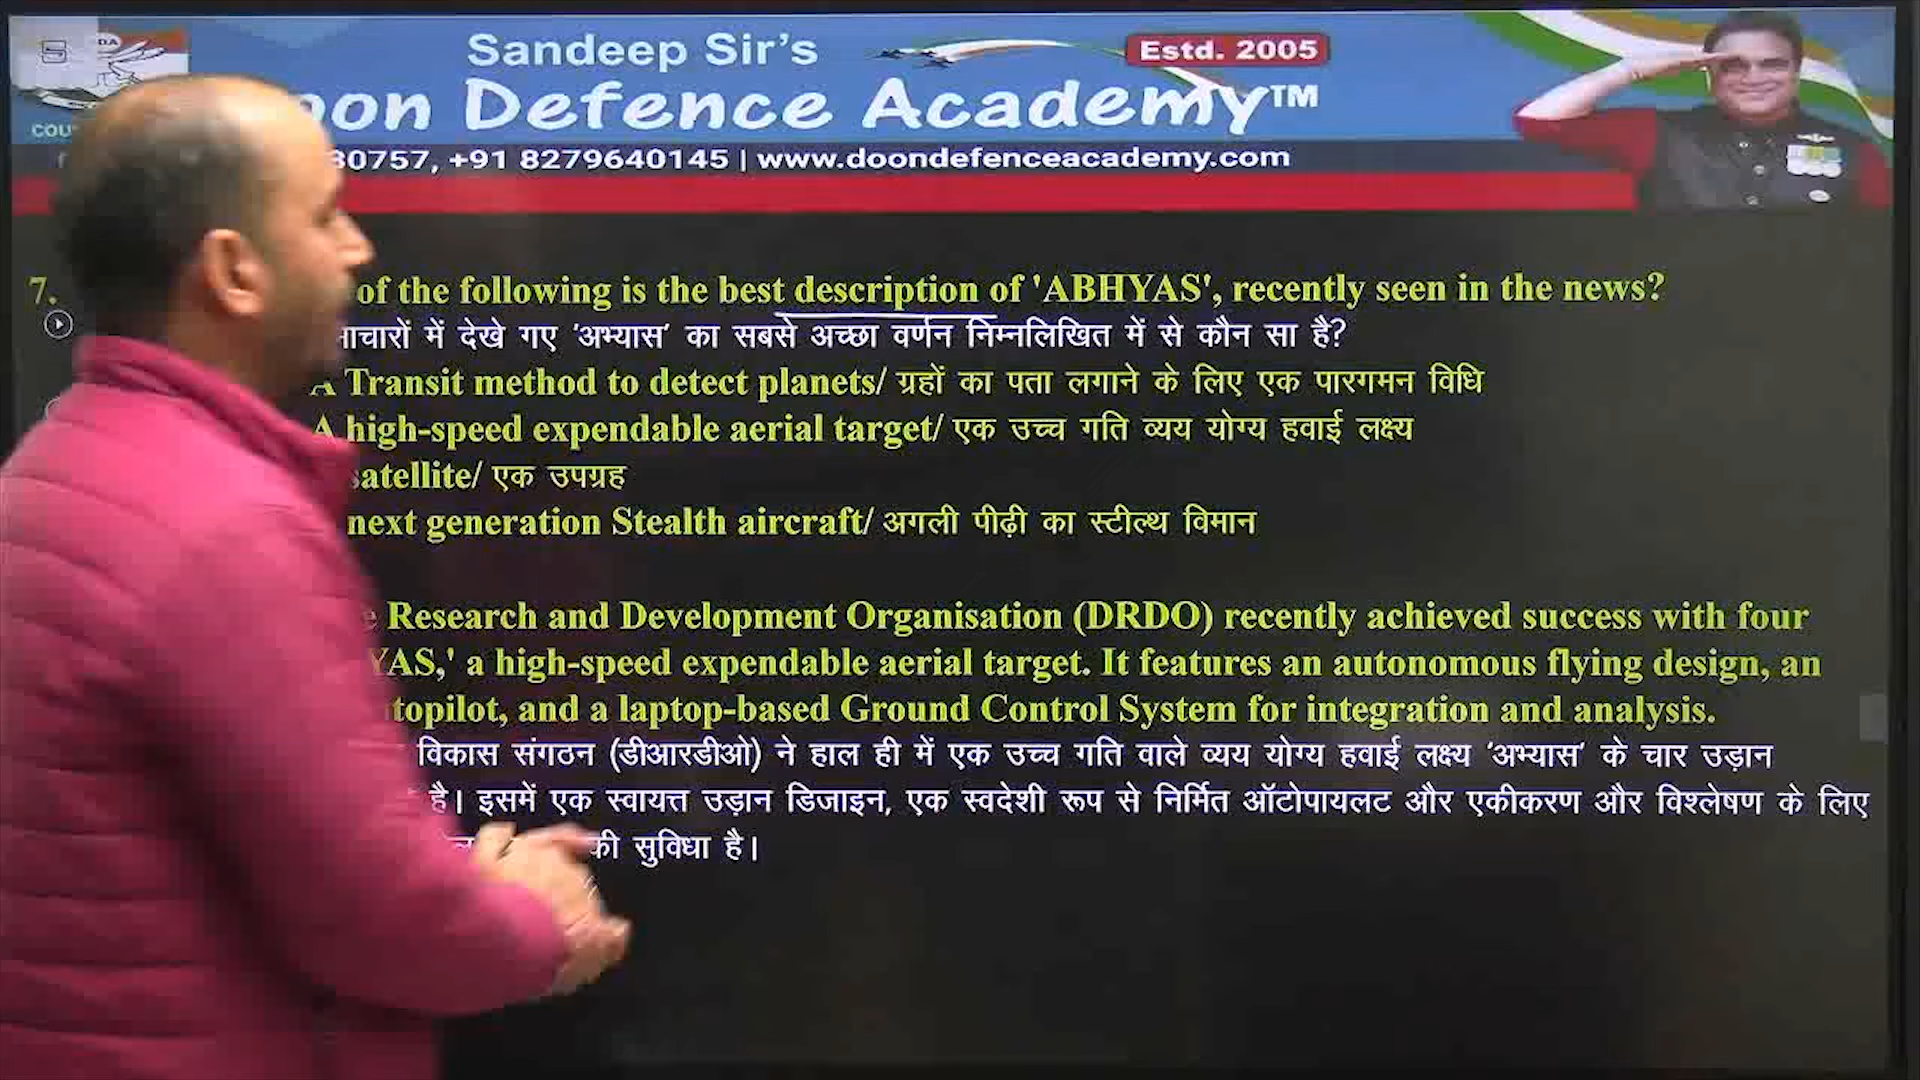 Sandeep Sir's
Estd. 2005
oon Defence Academy™
DA
COU
30757, +91 8279640145 | www.doondefenceacademy.com
7. of the following is the best description of 'ABHYAS', recently seen in the news?
में देखे गए 'अभ्यास' का सबसे अच्छा वर्णन निम्नलिखित में से कौन सा है?
A Transit method to detect planets/ ग्रहों का पता लगाने के लिए एक पारगमन विधि
A high-speed expendable aerial target/ एक उच्च गति व्यय योग्य हवाई लक्ष्य
satellite/ एक उपग्रह
next generation Stealth aircraft/ अगली पीढ़ी का स्टील्थ विमान
Research and Development Organisation (DRDO) recently achieved success with four
YAS,' a high-speed expendable aerial target. It features an autonomous flying design, an
topilot, and a laptop-based Ground Control System for integration and analysis.
विकास संगठन (डीआरडीओ) ने हाल ही में एक उच्च गति वाले व्यय योग्य हवाई लक्ष्य 'अभ्यास' के चार उड़ान
है। इसमें एक स्वायत्त उड़ान डिजाइन, एक स्वदेशी रूप से निर्मित ऑटोपायलट और एकीकरण और विश्लेषण के लिए
की सुविधा है।